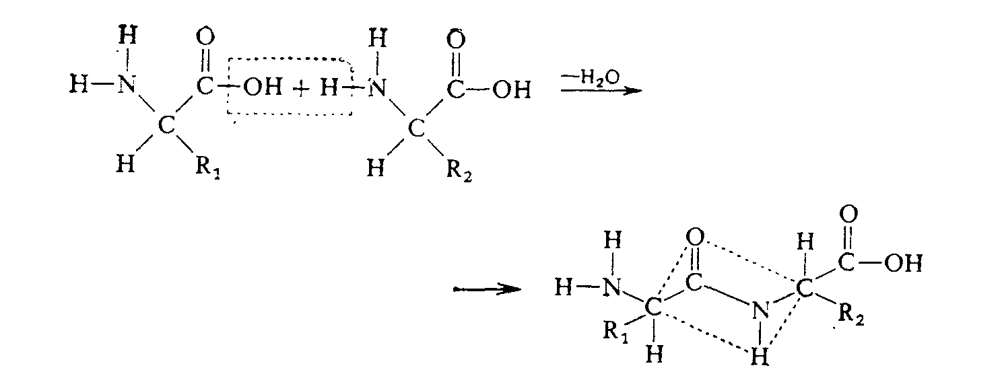 H O H O
H–N C–OH + H–N C–OH –H₂O
C C
H R₁ H R₂
O
H O H C–OH
H–N C C
C N R₂
R₁ H H